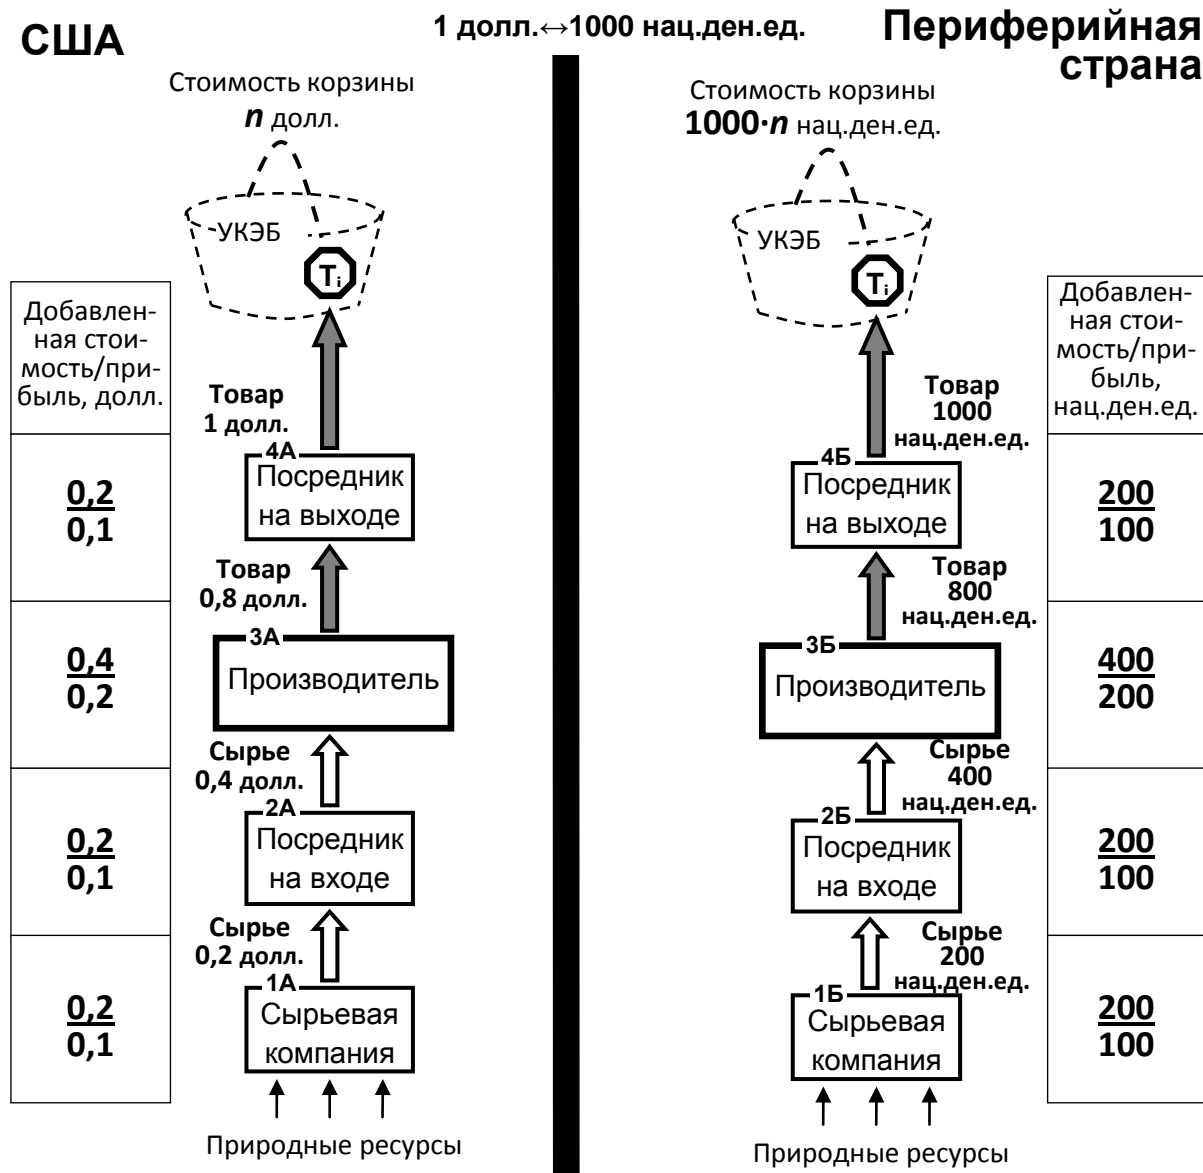 США
1 долл.↔1000 нац.ден.ед.
Периферийная
страна
Стоимость корзины
n долл.
УКЭБ
Tᵢ
Добавлен-
ная стои-
мость/при-
быль, долл.
Товар
1 долл.
4А
Посредник
на выходе
0,2
0,1
Товар
0,8 долл.
3А
Производитель
0,4
0,2
Сырье
0,4 долл.
2А
Посредник
на входе
0,2
0,1
Сырье
0,2 долл.
1А
Сырьевая
компания
0,2
0,1
Природные ресурсы
Стоимость корзины
1000·n нац.ден.ед.
УКЭБ
Tᵢ
Добавлен-
ная стои-
мость/при-
быль,
нац.ден.ед.
Товар
1000
нац.ден.ед.
4Б
Посредник
на выходе
200
100
Товар
800
нац.ден.ед.
3Б
Производитель
400
200
Сырье
400
нац.ден.ед.
2Б
Посредник
на входе
200
100
Сырье
200
нац.ден.ед.
1Б
Сырьевая
компания
200
100
Природные ресурсы